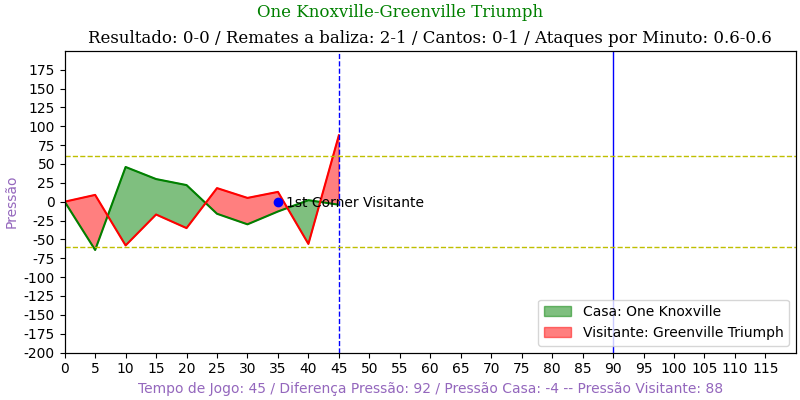 One Knoxville-Greenville Triumph
Resultado: 0-0 / Remates a baliza: 2-1 / Cantos: 0-1 / Ataques por Minuto: 0.6-0.6
Pressão
175
150
125
100
75
50
25
0
-25
-50
-75
-100
-125
-150
-175
-200
1st Corner Visitante
Casa: One Knoxville
Visitante: Greenville Triumph
0 5 10 15 20 25 30 35 40 45 50 55 60 65 70 75 80 85 90 95 100 105 110 115
Tempo de Jogo: 45 / Diferença Pressão: 92 / Pressão Casa: -4 -- Pressão Visitante: 88